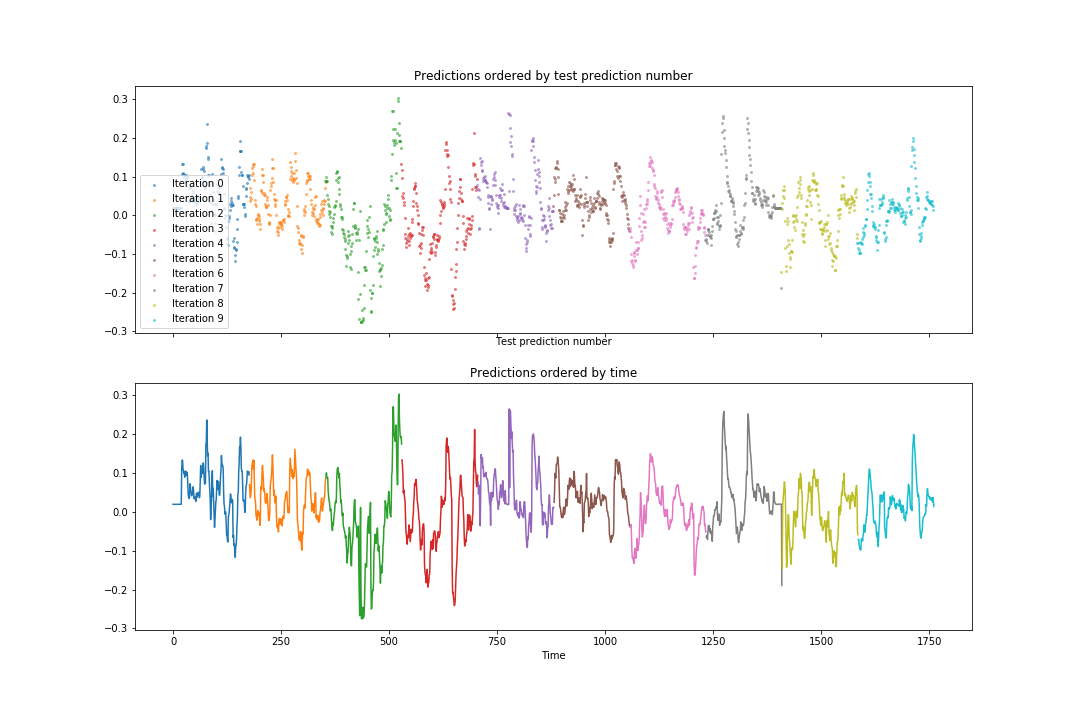 Predictions ordered by test prediction number
0.3
0.2
0.1
0.0
−0.1
−0.2
−0.3
Iteration 0
Iteration 1
Iteration 2
Iteration 3
Iteration 4
Iteration 5
Iteration 6
Iteration 7
Iteration 8
Iteration 9
Test prediction number
Predictions ordered by time
0.3
0.2
0.1
0.0
−0.1
−0.2
−0.3
0 250 500 750 1000 1250 1500 1750
Time